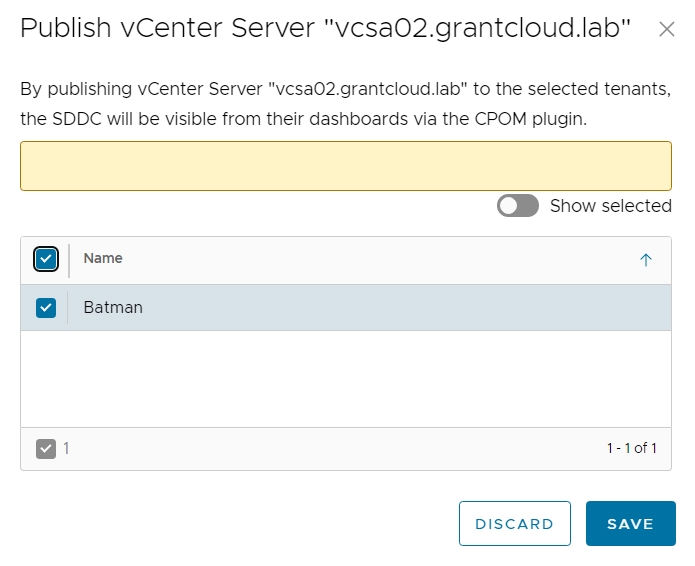 Publish vCenter Server "vcsa02.grantcloud.lab"
By publishing vCenter Server "vcsa02.grantcloud.lab" to the selected tenants,
the SDDC will be visible from their dashboards via the CPOM plugin.
Show selected
Name
Batman
1
1 - 1 of 1
DISCARD
SAVE